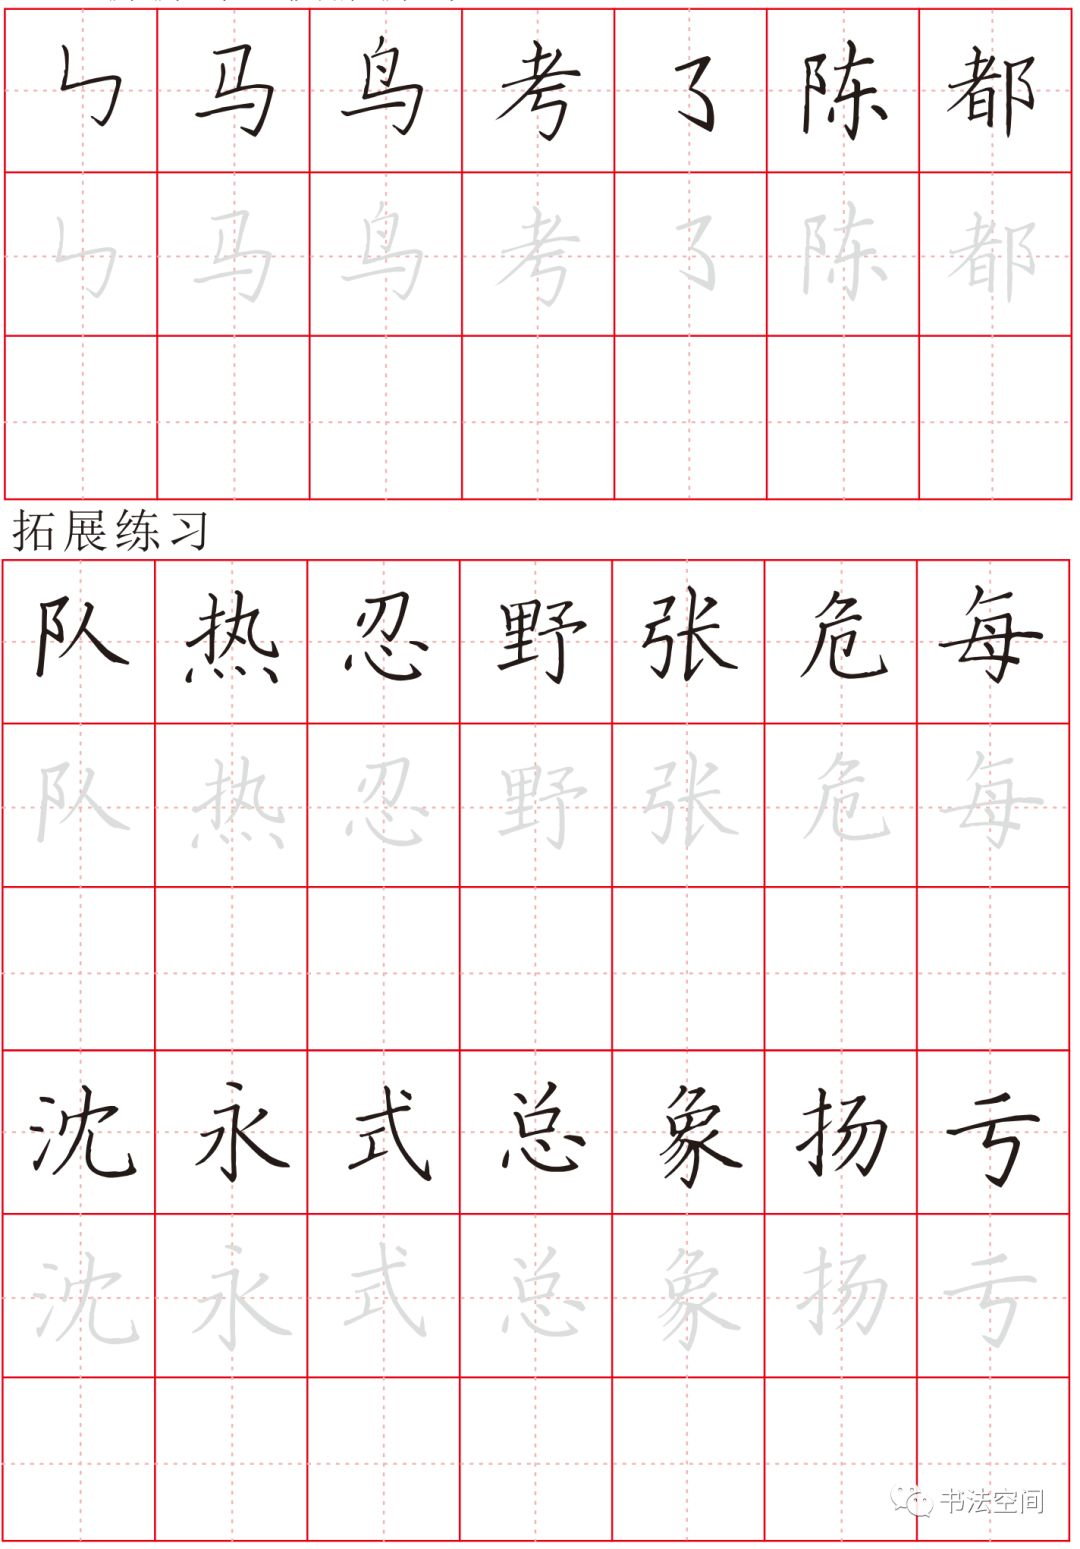 ㇉ 马 鸟 考 了 陈 都
㇉ 马 鸟 考 了 陈 都
拓展练习
队 热 忍 野 张 危 每
队 热 忍 野 张 危 每
沈 永 式 总 象 扬 亏
沈 永 式 总 象 扬 亏
书法空间